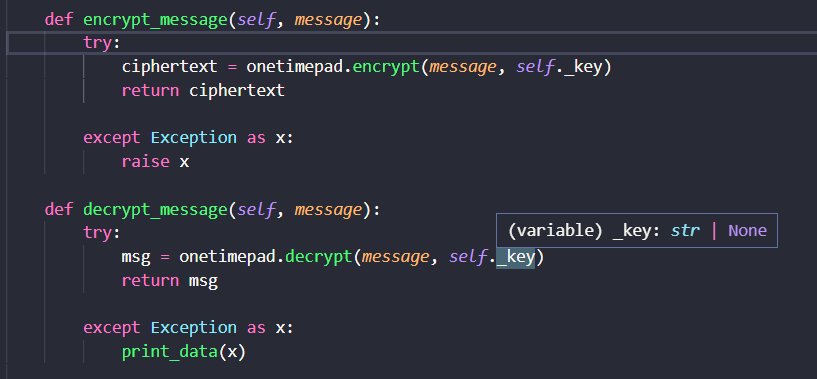 def encrypt_message(self, message):
try:
ciphertext = onetimepad.encrypt(message, self._key)
return ciphertext
except Exception as x:
raise x
def decrypt_message(self, message):
(variable) _key: str | None
try:
msg = onetimepad.decrypt(message, self._key)
return msg
except Exception as x:
print_data(x)